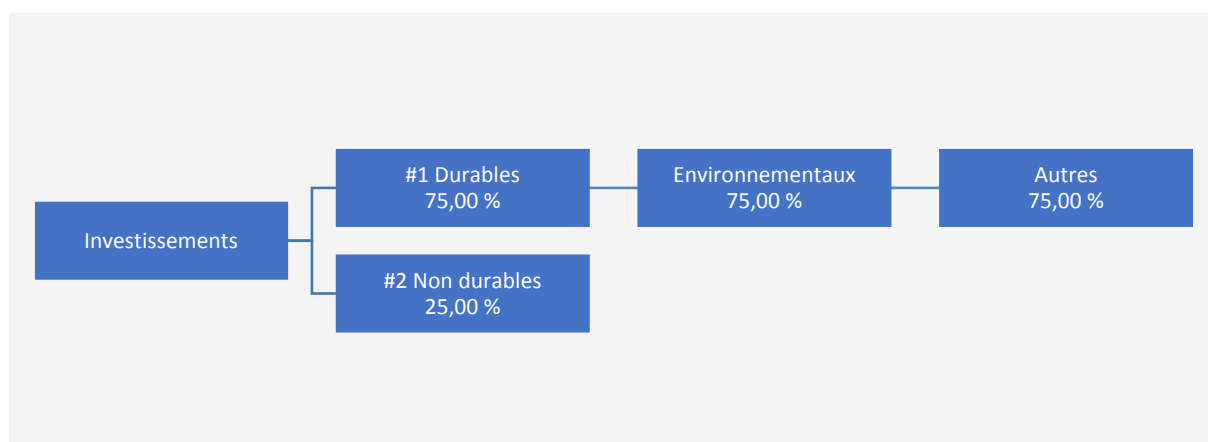 Investissements
#1 Durables
75,00 %
#2 Non durables
25,00 %
Environnementaux
75,00 %
Autres
75,00 %